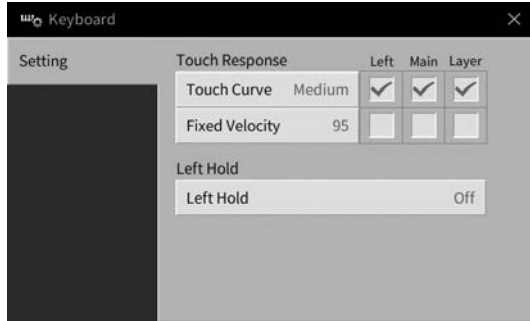 Keyboard
Setting
Touch Response Left Main Layer
Touch Curve Medium
Fixed Velocity 95
Left Hold
Left Hold Off